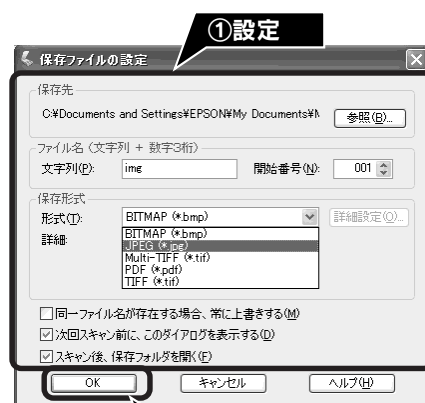 ①設定
保存ファイルの設定
保存先
C:¥Documents and Settings¥EPSON¥My Documents¥M
参照(B)...
ファイル名(文字列 + 数字3桁)
文字列(P): img 開始番号(N): 001
保存形式
形式(T): BITMAP (*.bmp) 詳細設定(O)...
詳細:
BITMAP (*.bmp)
JPEG (*.jpg)
Multi-TIFF (*.tif)
PDF (*.pdf)
TIFF (*.tif)
同一ファイル名が存在する場合、常に上書きする(M)
次回スキャン前に、このダイアログを表示する(D)
スキャン後、保存フォルダを開く(F)
OK キャンセル ヘルプ(H)